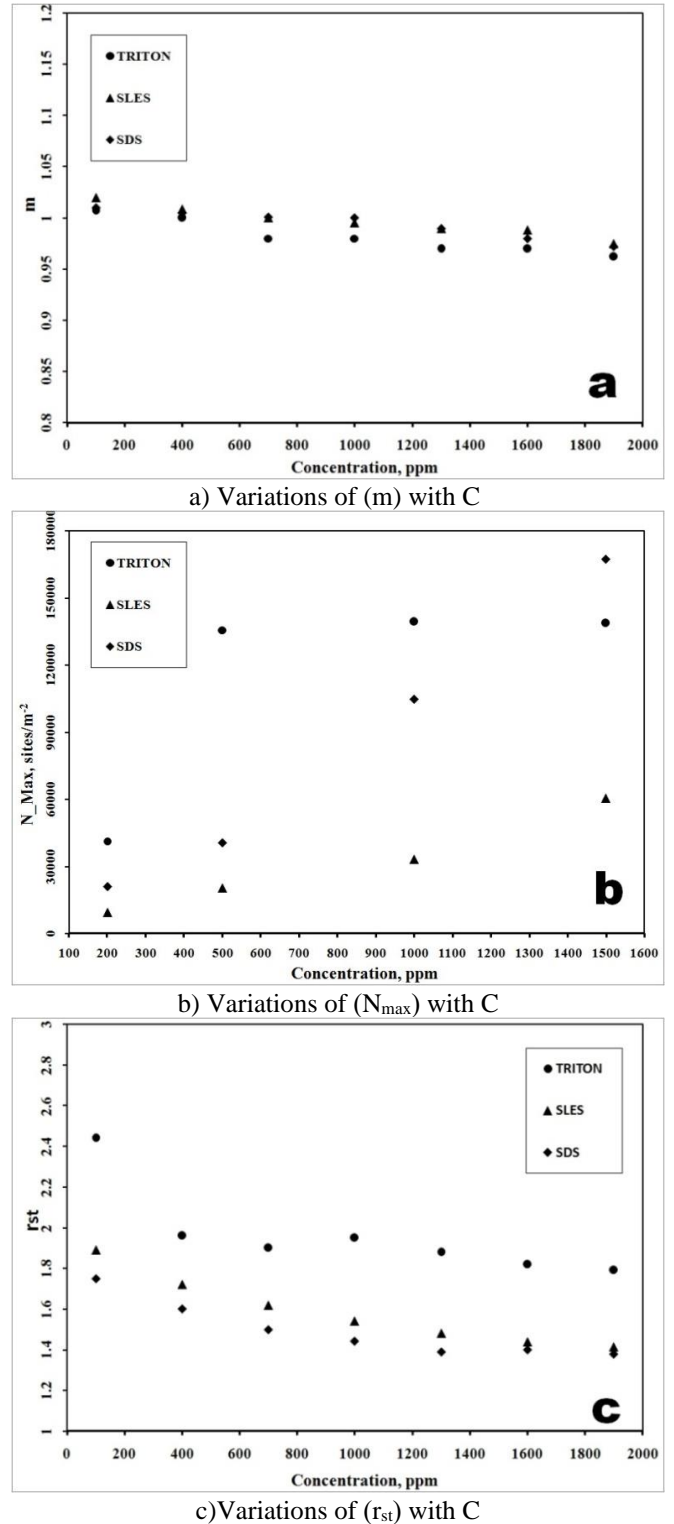 TRITON
SLES
SDS
m
1.2
1.15
1.1
1.05
1
0.95
0.9
0.85
0.8
a
0 200 400 600 800 1000 1200 1400 1600 1800 2000
Concentration, ppm
a) Variations of (m) with C
TRITON
SLES
SDS
N_Max, sites/m-2
180000
150000
120000
90000
60000
30000
0
b
100 200 300 400 500 600 700 800 900 1000 1100 1200 1300 1400 1500 1600
Concentration, ppm
b) Variations of (Nmax) with C
TRITON
SLES
SDS
rst
3
2.8
2.6
2.4
2.2
2
1.8
1.6
1.4
1.2
1
c
0 200 400 600 800 1000 1200 1400 1600 1800 2000
Concentration, ppm
c)Variations of (rst) with C